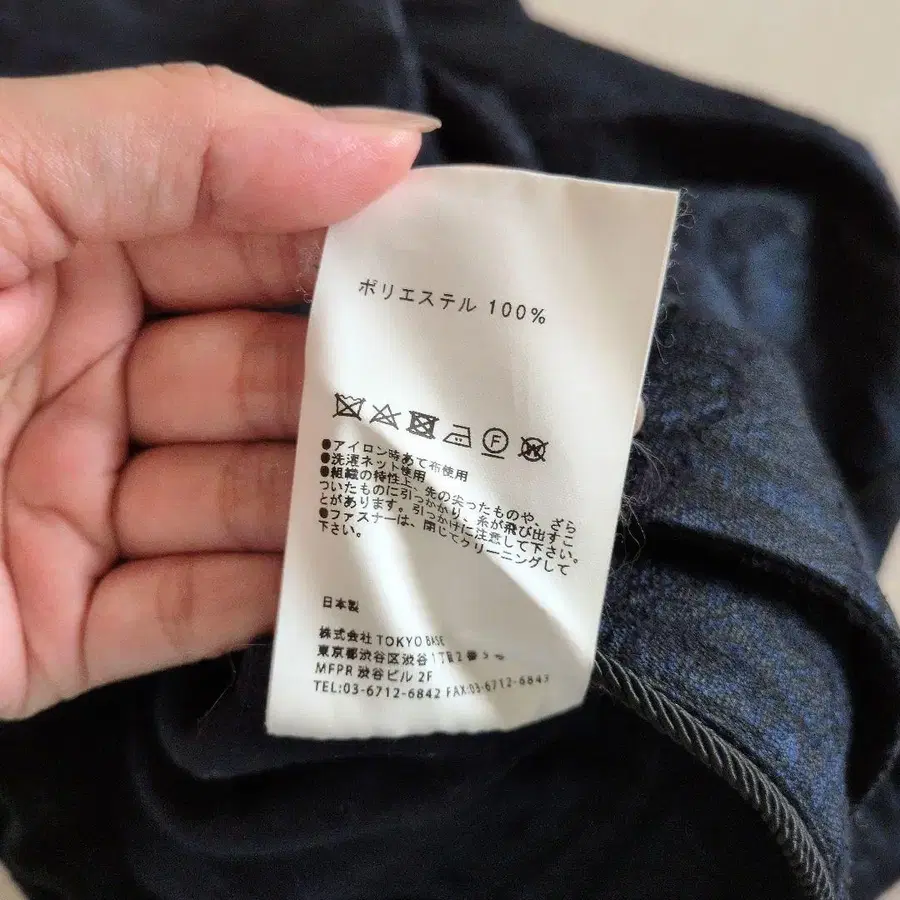 ポリエステル 100%
F
W
●アイロン時あて布使用
●洗濯ネット使用
●組織の特性上、先の尖ったものや、ざら
ついたものに引っかかり、糸が飛び出すこ
とがあります。引っかけに注意して下さい。
●ファスナーは、閉じてクリーニングして
下さい。
日本製
株式会社 TOKYO BASE
東京都渋谷区渋谷1丁目2番5号
MFPR 渋谷ビル 2F
TEL:03-6712-6842 FAX:03-6712-6843